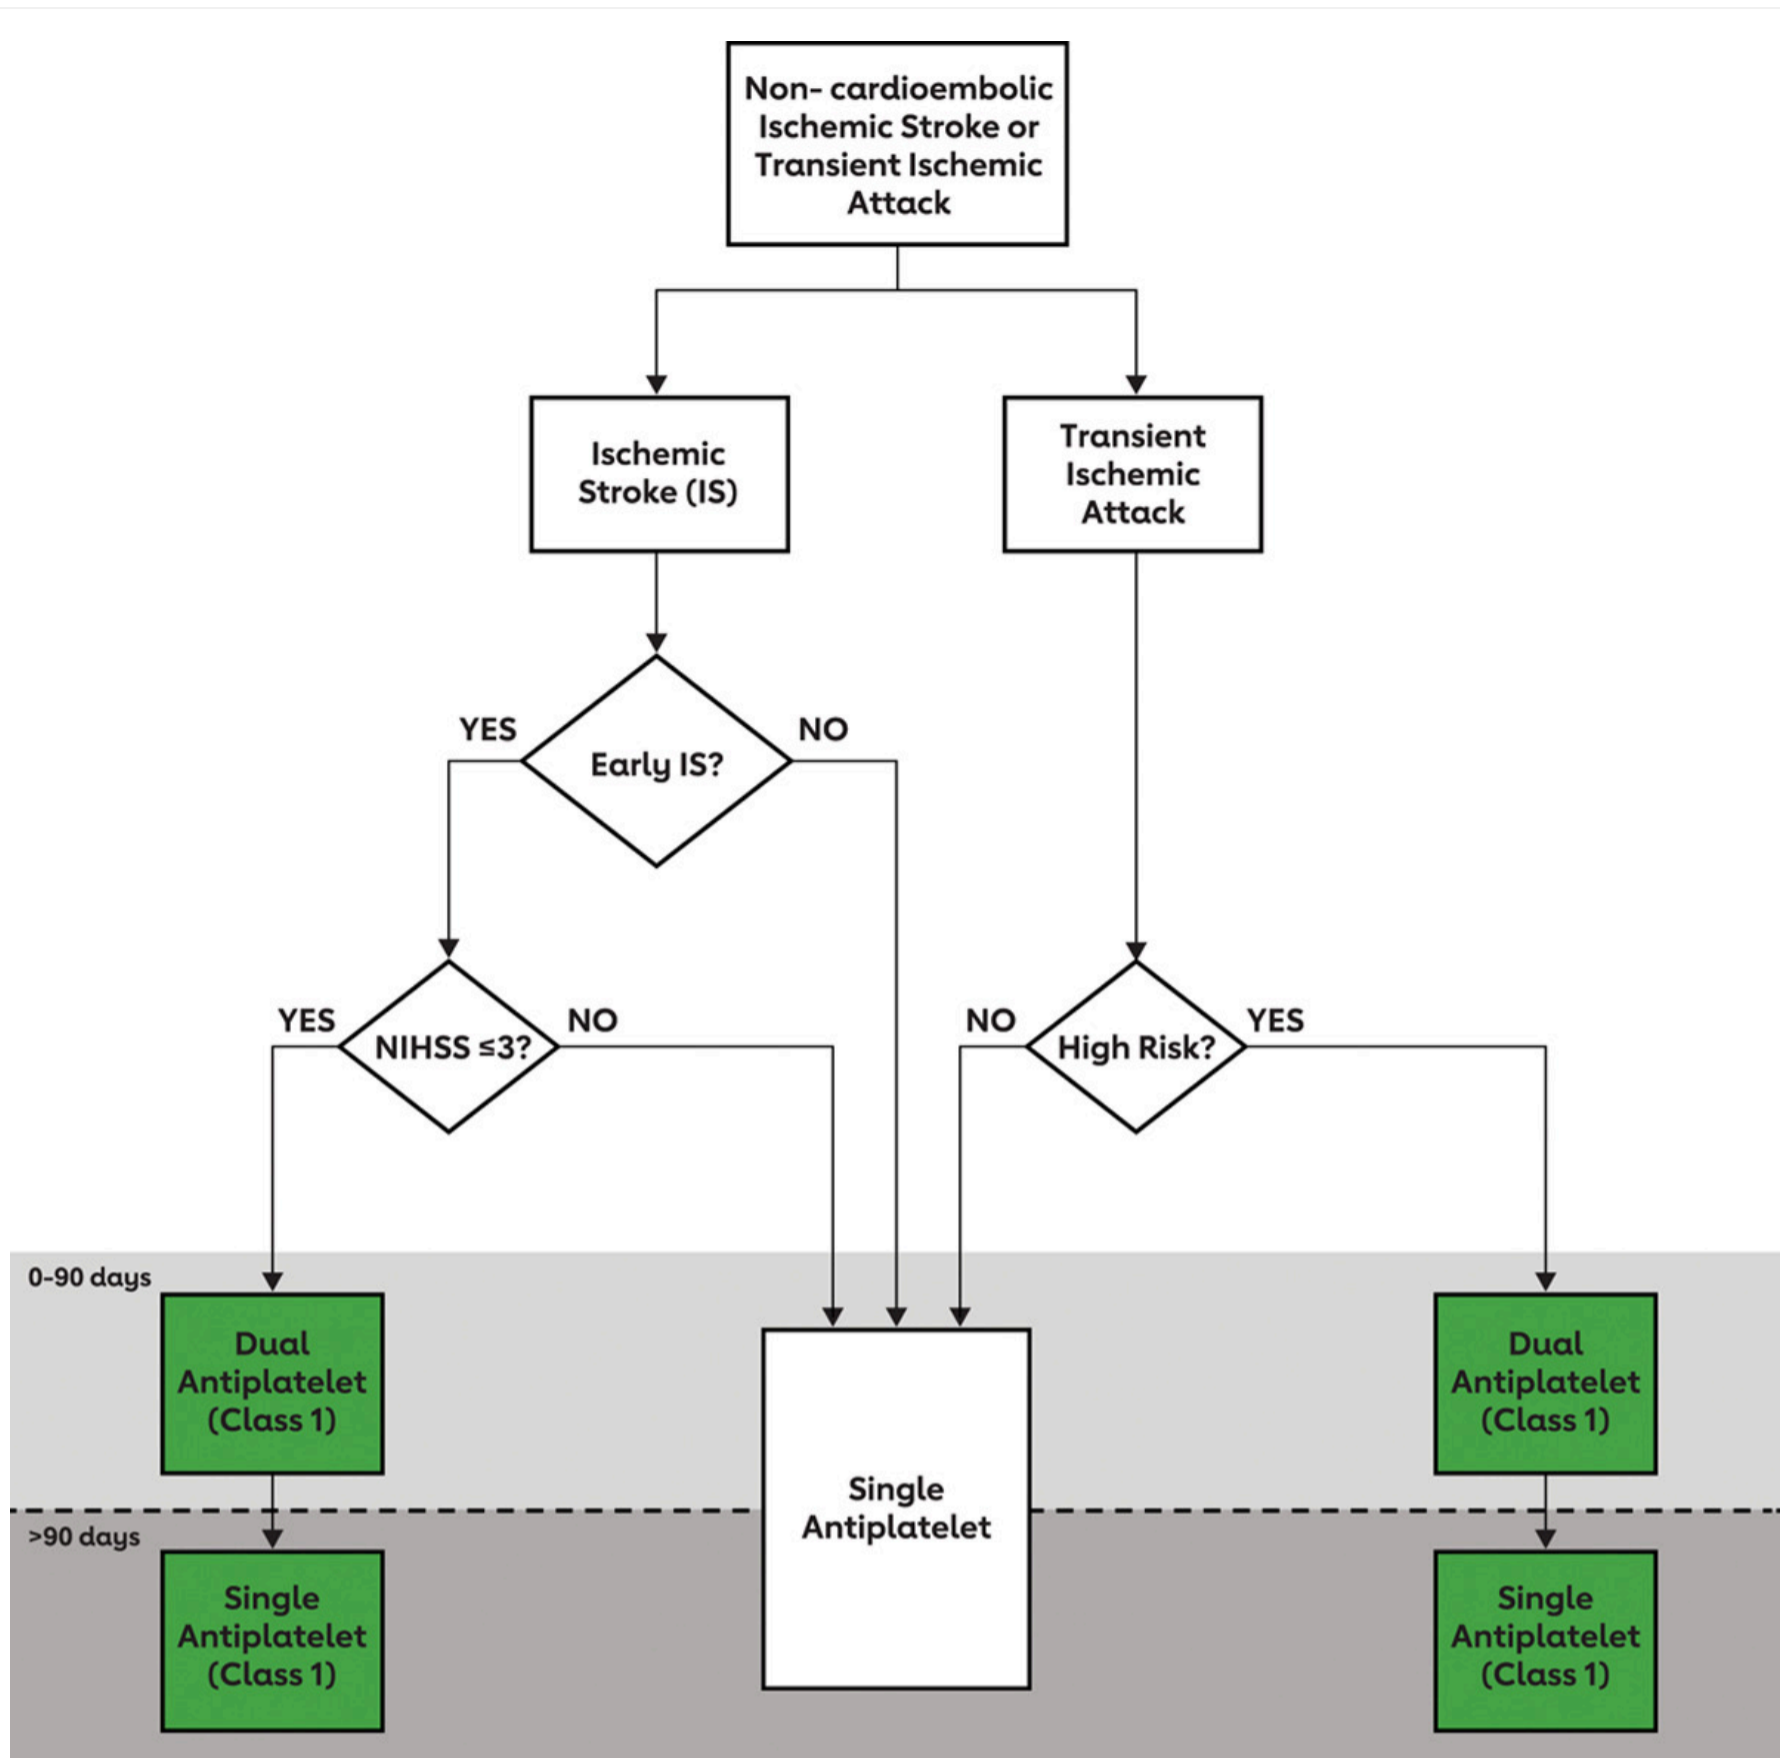 Non- cardioembolic
Ischemic Stroke or
Transient Ischemic
Attack
Ischemic
Stroke (IS)
Transient
Ischemic
Attack
YES
Early IS?
NO
YES
NIHSS ≤3?
NO
NO
High Risk?
YES
0-90 days
Dual
Antiplatelet
(Class 1)
Dual
Antiplatelet
(Class 1)
Single
Antiplatelet
>90 days
Single
Antiplatelet
(Class 1)
Single
Antiplatelet
(Class 1)